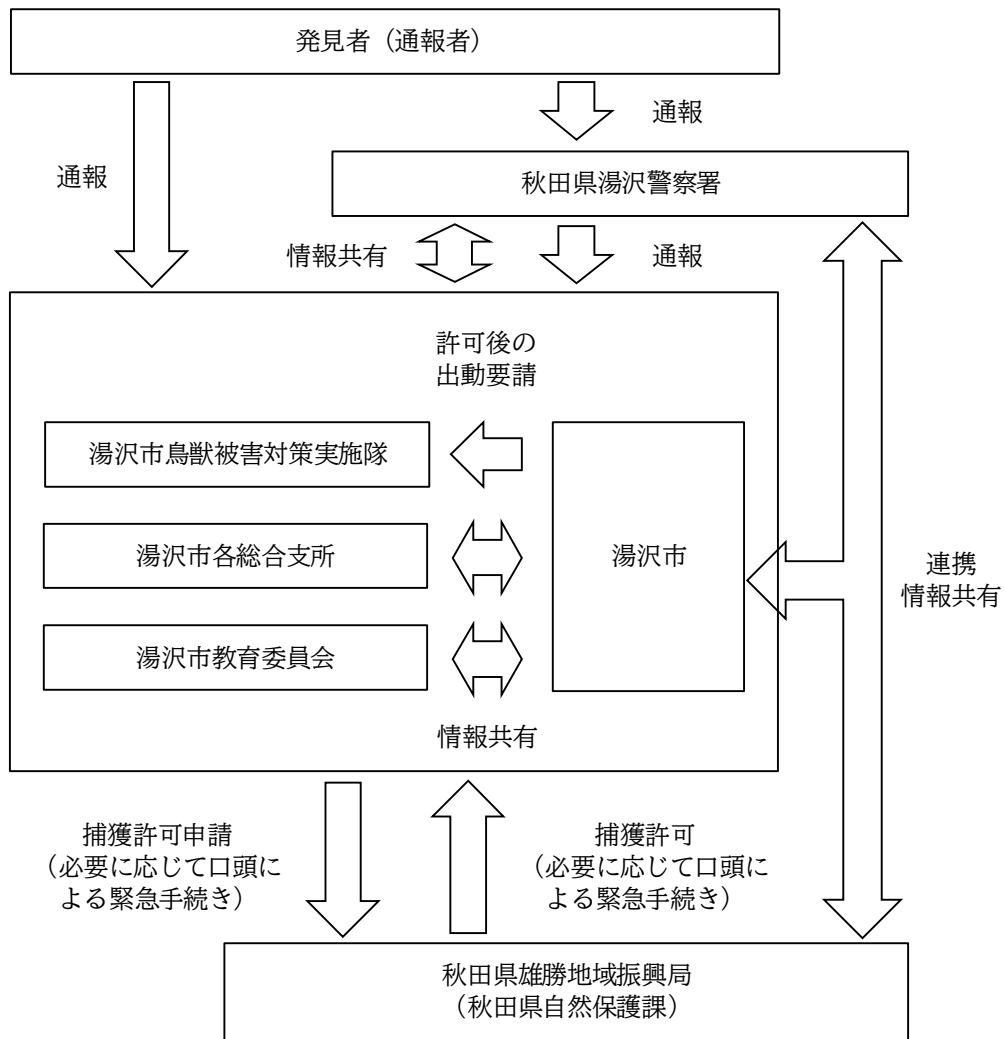 発見者（通報者）
通報
通報
秋田県湯沢警察署
情報共有
通報
許可後の
出動要請
湯沢市鳥獣被害対策実施隊
湯沢市各総合支所
湯沢市
湯沢市教育委員会
情報共有
連携
情報共有
捕獲許可申請
（必要に応じて口頭に
よる緊急手続き）
捕獲許可
（必要に応じて口頭に
よる緊急手続き）
秋田県雄勝地域振興局
（秋田県自然保護課）